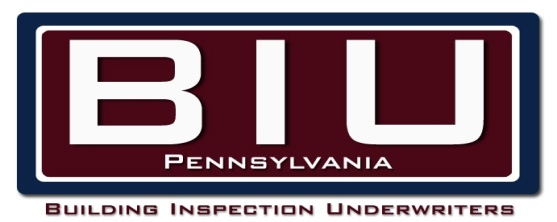 BIU
PENNSYLVANIA
BUILDING INSPECTION UNDERWRITERS